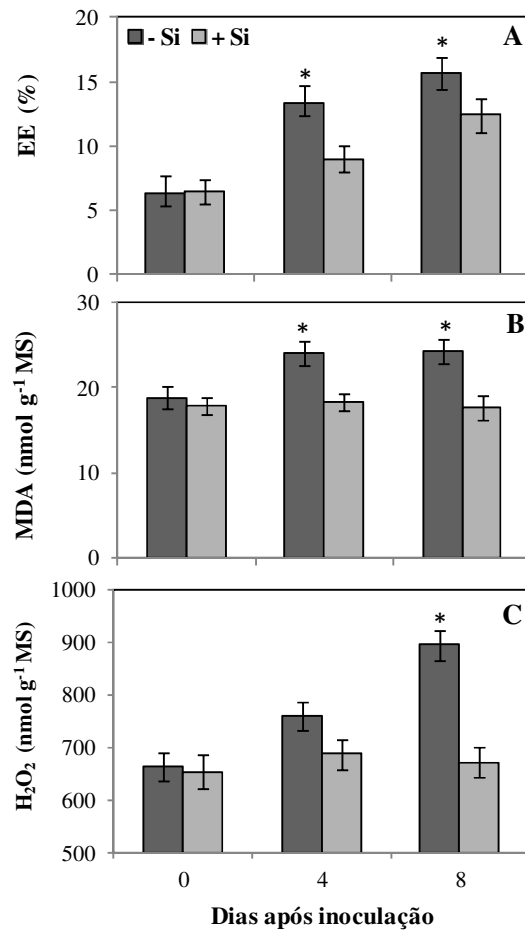 - Si + Si
A
*
*
EE (%)
20
15
10
5
0
B
*
*
MDA (nmol g⁻¹ MS)
30
20
10
0
C
*
H₂O₂ (nmol g⁻¹ MS)
1000
900
800
700
600
500
0 4 8
Dias após inoculação